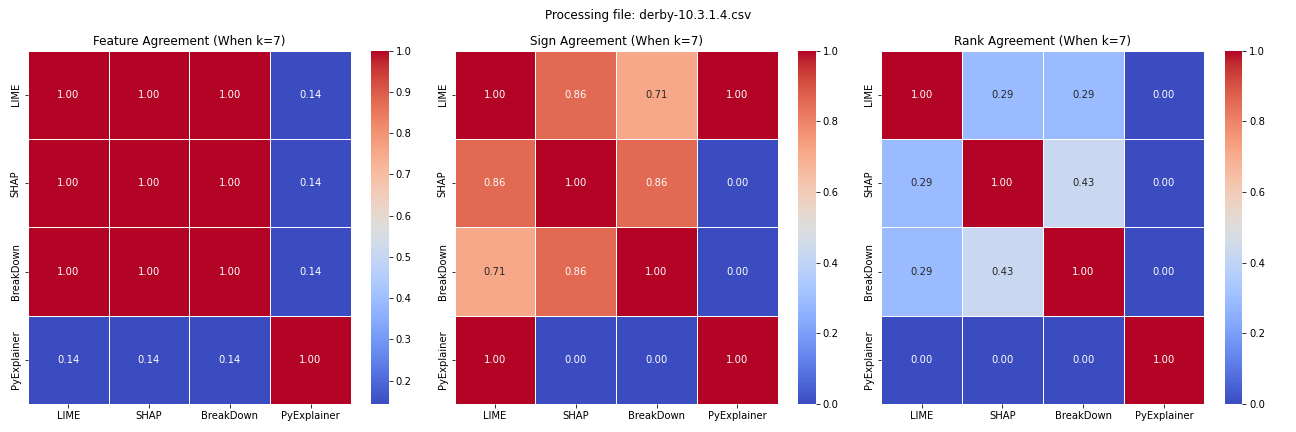 Processing file: derby-10.3.1.4.csv
Feature Agreement (When k=7)
LIME
SHAP
BreakDown
PyExplainer
1.00 1.00 1.00 0.14
1.00 1.00 1.00 0.14
1.00 1.00 1.00 0.14
0.14 0.14 0.14 1.00
LIME SHAP BreakDown PyExplainer
1.0
0.9
0.8
0.7
0.6
0.5
0.4
0.3
0.2
Sign Agreement (When k=7)
LIME
SHAP
BreakDown
PyExplainer
1.00 0.86 0.71 1.00
0.86 1.00 0.86 0.00
0.71 0.86 1.00 0.00
1.00 0.00 0.00 1.00
LIME SHAP BreakDown PyExplainer
1.0
0.8
0.6
0.4
0.2
0.0
Rank Agreement (When k=7)
LIME
SHAP
BreakDown
PyExplainer
1.00 0.29 0.29 0.00
0.29 1.00 0.43 0.00
0.29 0.43 1.00 0.00
0.00 0.00 0.00 1.00
LIME SHAP BreakDown PyExplainer
1.0
0.8
0.6
0.4
0.2
0.0